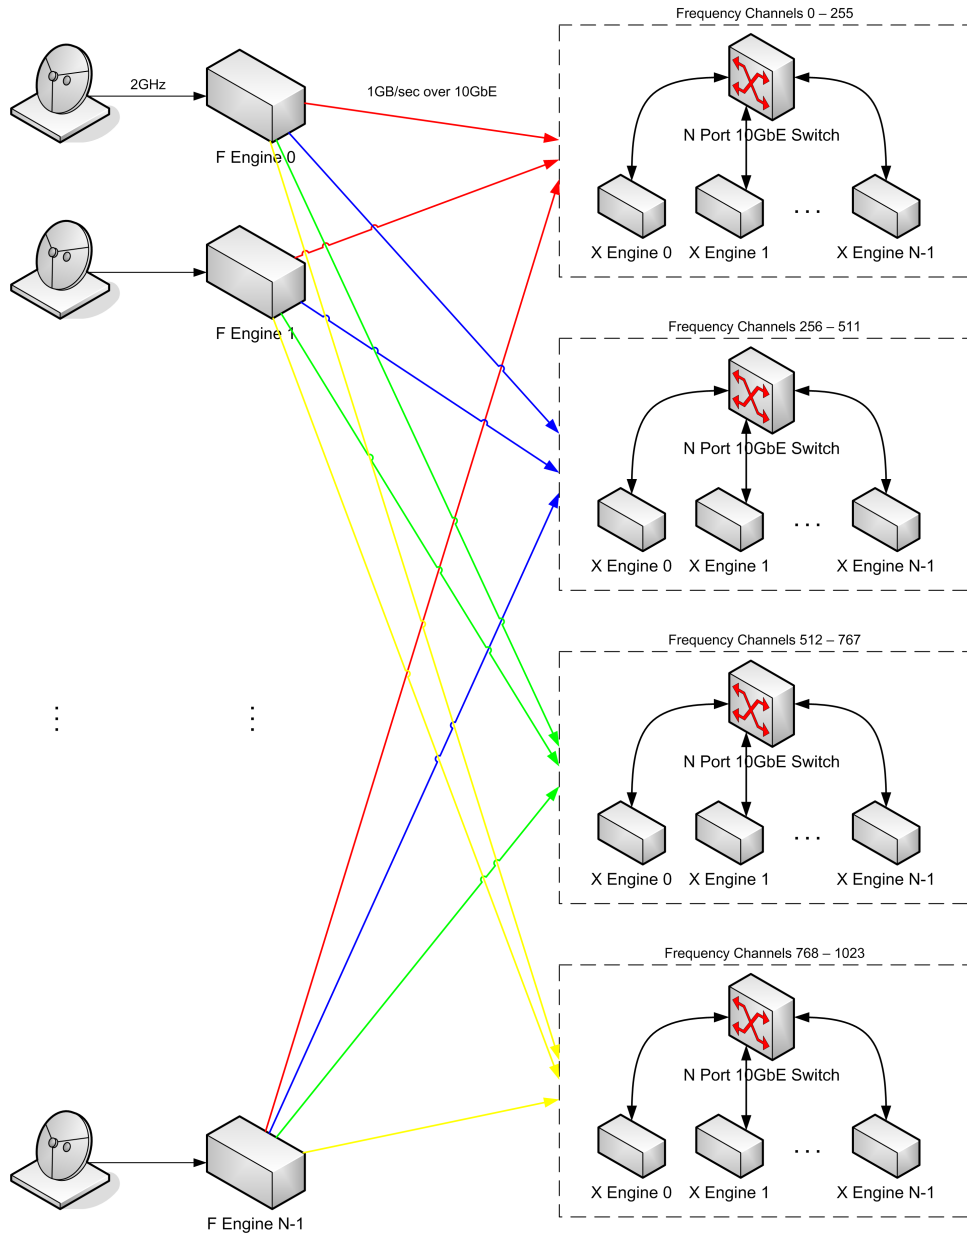 Frequency Channels 0 – 255
2GHz
1GB/sec over 10GbE
N Port 10GbE Switch
F Engine 0
X Engine 0 X Engine 1 ... X Engine N-1
F Engine 1
Frequency Channels 256 – 511
N Port 10GbE Switch
X Engine 0 X Engine 1 ... X Engine N-1
Frequency Channels 512 – 767
N Port 10GbE Switch
X Engine 0 X Engine 1 ... X Engine N-1
Frequency Channels 768 – 1023
N Port 10GbE Switch
X Engine 0 X Engine 1 ... X Engine N-1
F Engine N-1